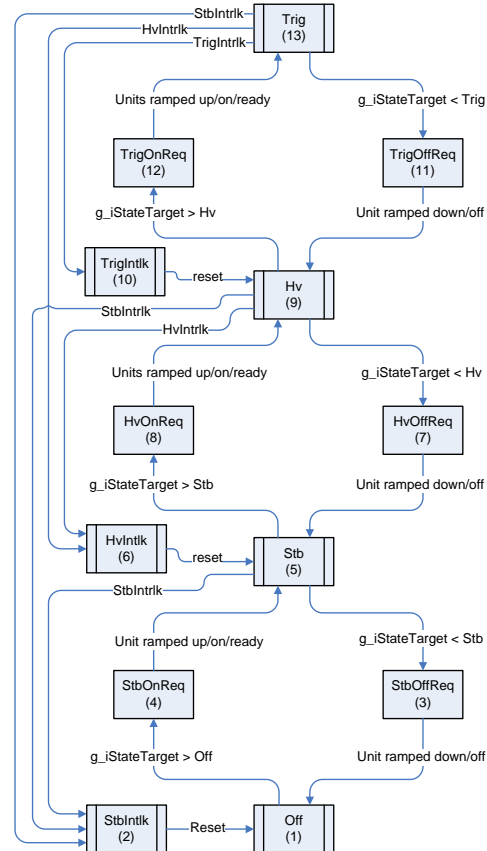 StbIntrlk
HvIntrlk
TrigIntrlk
Trig
(13)
Units ramped up/on/ready
g_iStateTarget < Trig
TrigOnReq
(12)
TrigOffReq
(11)
g_iStateTarget > Hv
Unit ramped down/off
TrigIntlk
(10)
reset
Hv
(9)
StbIntrlk
HvIntrlk
Units ramped up/on/ready
g_iStateTarget < Hv
HvOnReq
(8)
HvOffReq
(7)
g_iStateTarget > Stb
Unit ramped down/off
HvIntlk
(6)
reset
Stb
(5)
StbIntrlk
Unit ramped up/on/ready
g_iStateTarget < Stb
StbOnReq
(4)
StbOffReq
(3)
g_iStateTarget > Off
Unit ramped down/off
StbIntlk
(2)
Reset
Off
(1)